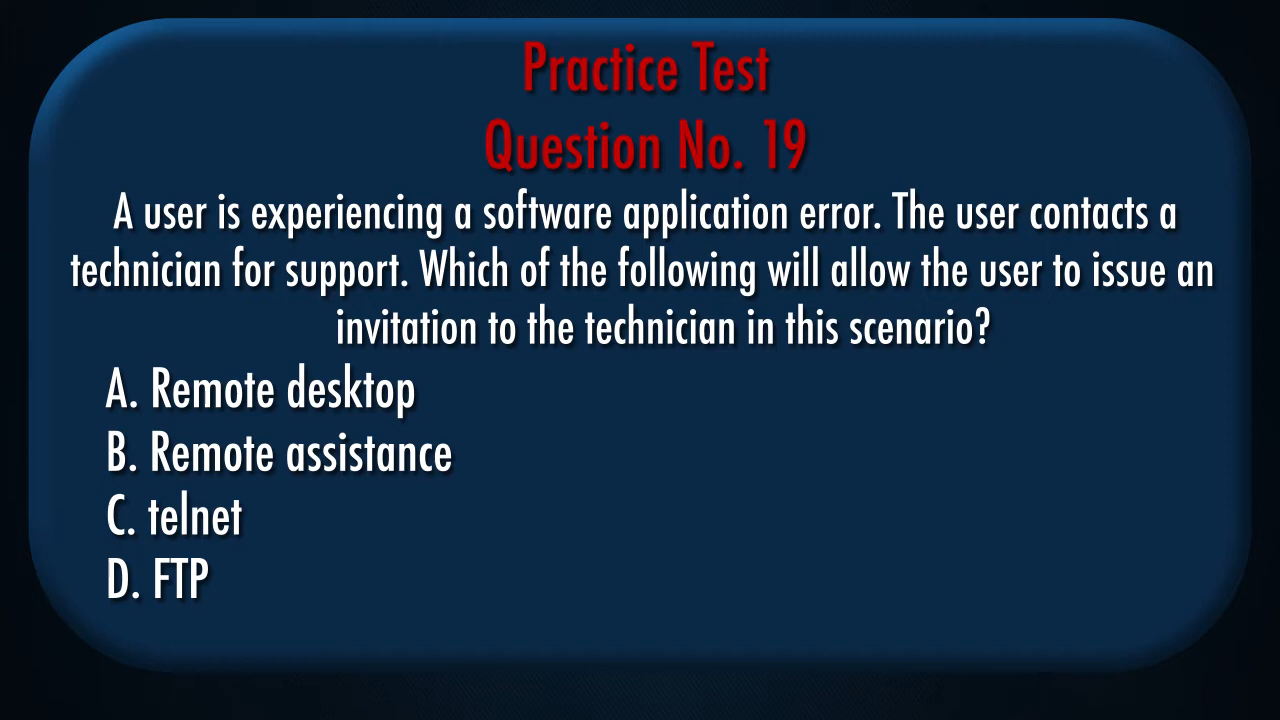 Practice Test
Question No. 19
A user is experiencing a software application error. The user contacts a
technician for support. Which of the following will allow the user to issue an
invitation to the technician in this scenario?
A. Remote desktop
B. Remote assistance
C. telnet
D. FTP